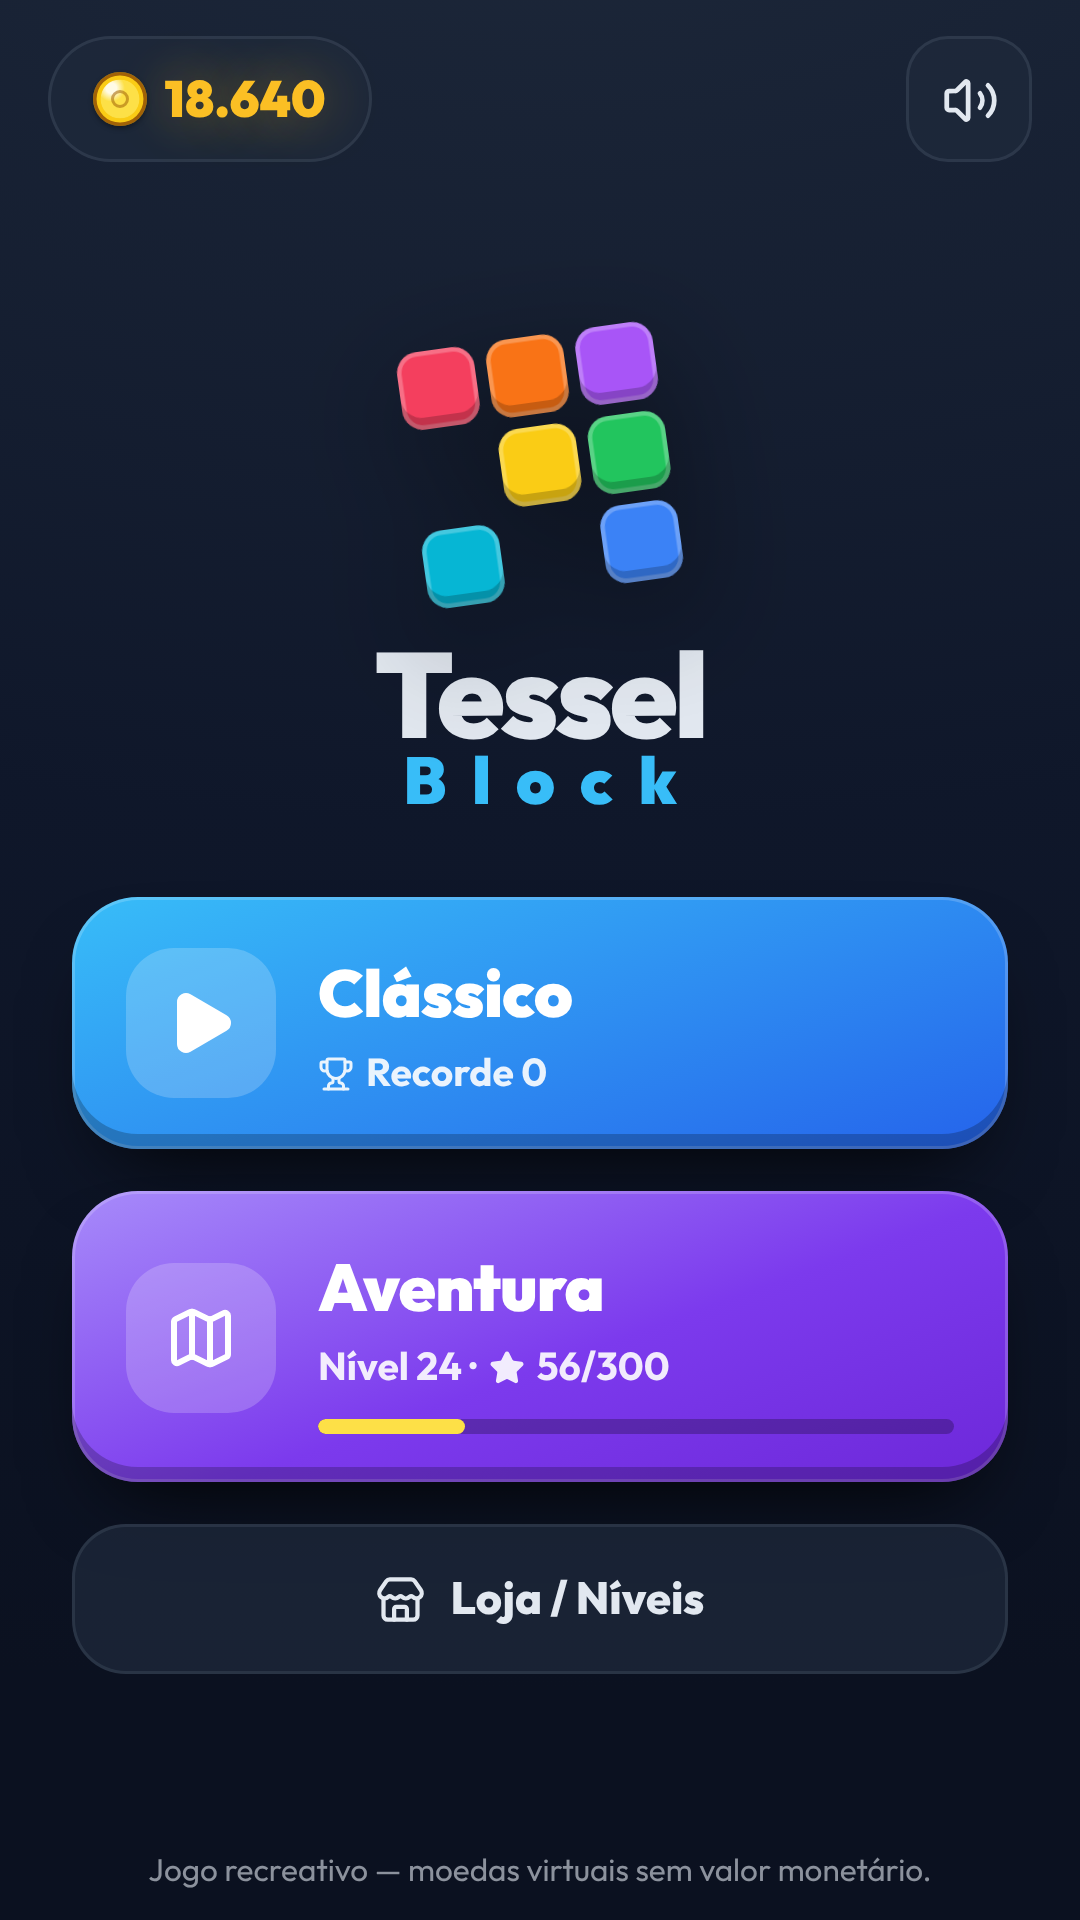 18.640
Tessel
Block
Clássico
Recorde 0
Aventura
Nível 24 · ★ 56/300
Loja / Níveis
Jogo recreativo — moedas virtuais sem valor monetário.